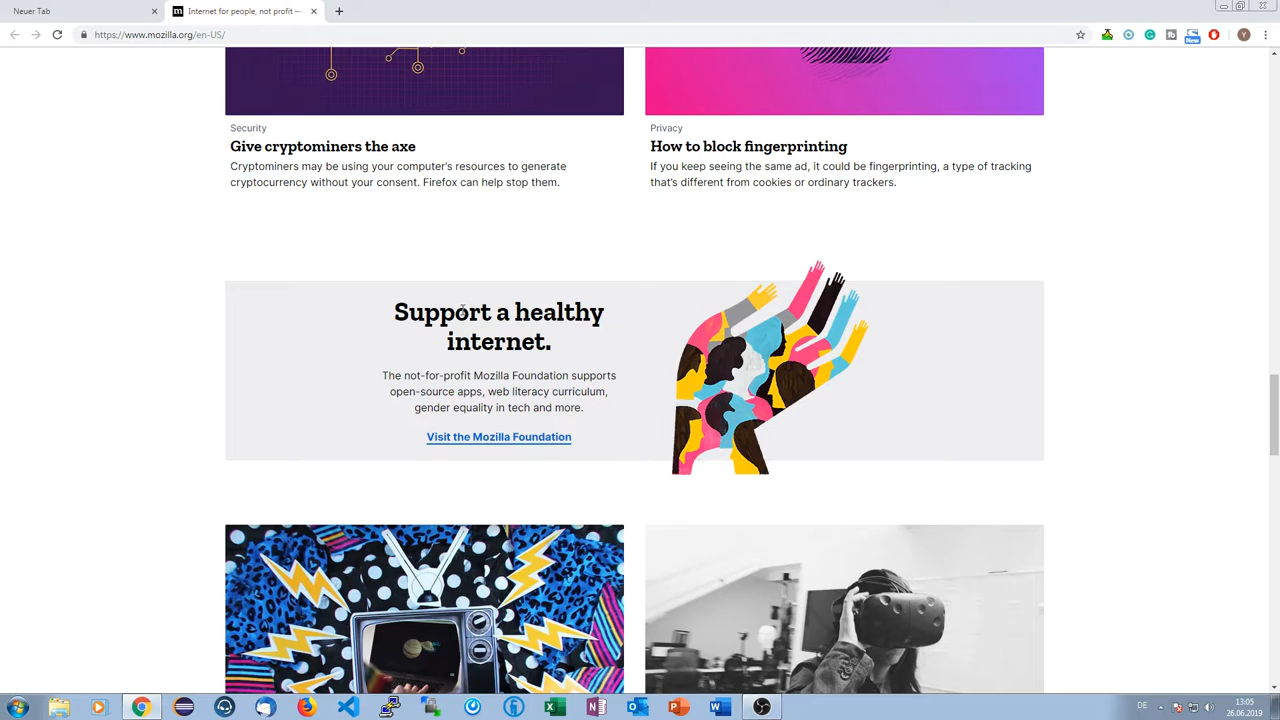 Neuer Tab
Internet for people, not profit —
https://www.mozilla.org/en-US/
New
Y
Security
Give cryptominers the axe
Cryptominers may be using your computer's resources to generate
cryptocurrency without your consent. Firefox can help stop them.
Privacy
How to block fingerprinting
If you keep seeing the same ad, it could be fingerprinting, a type of tracking
that's different from cookies or ordinary trackers.
Support a healthy
internet.
The not-for-profit Mozilla Foundation supports
open-source apps, web literacy curriculum,
gender equality in tech and more.
Visit the Mozilla Foundation
DE
13:05
26.06.2019